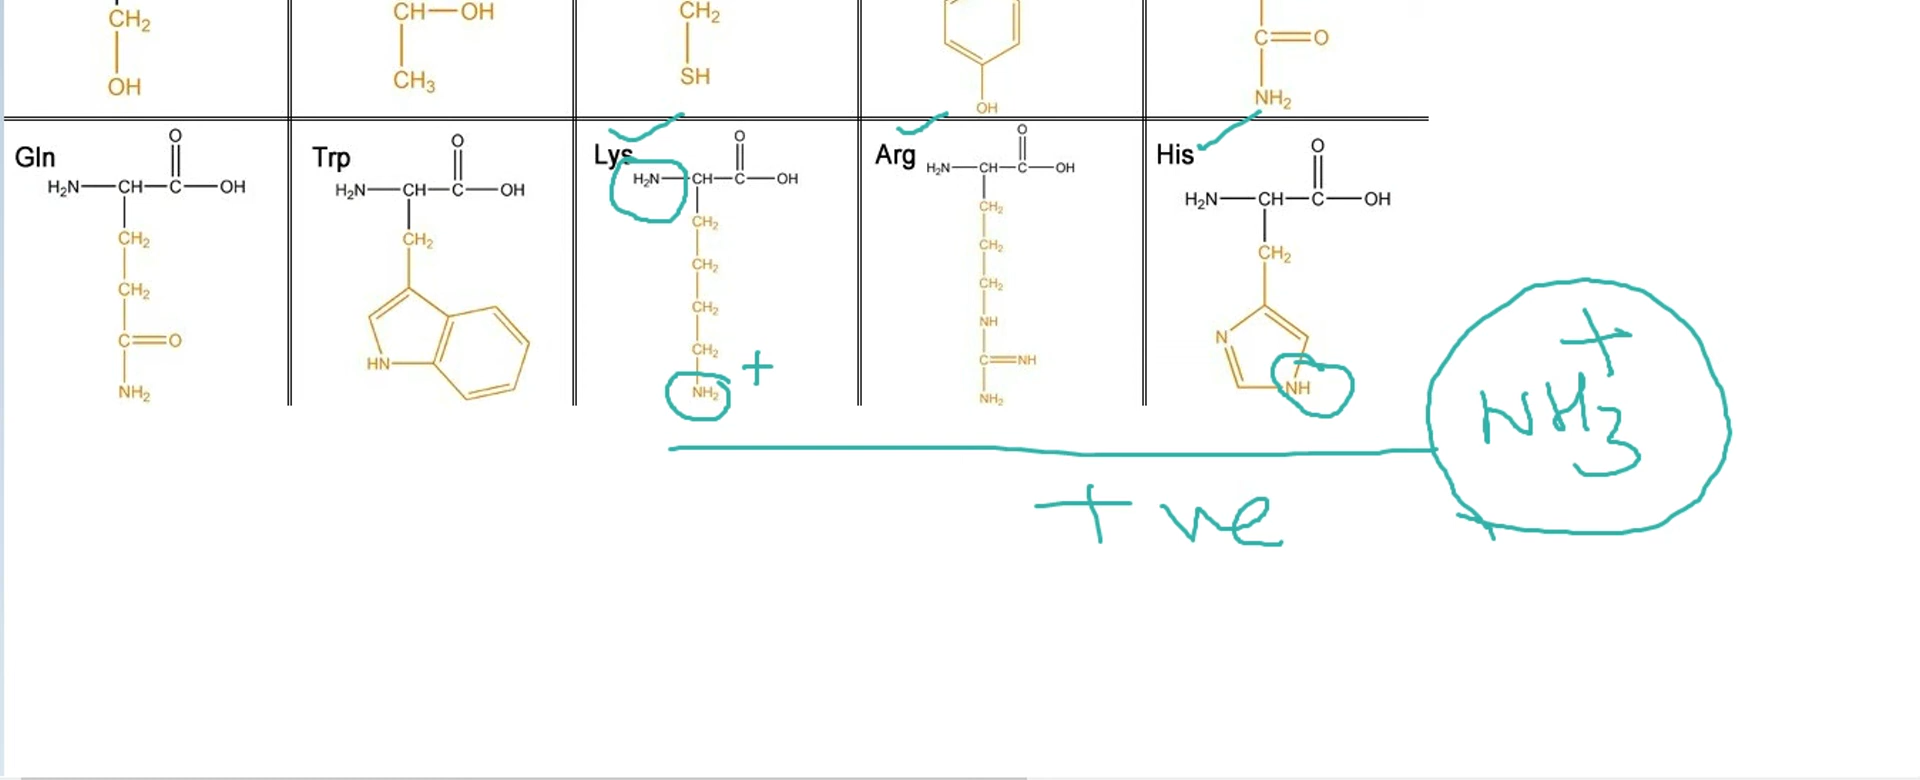 CH₂
OH
CH—OH
CH₃
CH₂
SH
OH
C=O
NH₂
Gln
O
H₂N—CH—C—OH
CH₂
CH₂
C=O
NH₂
Trp
O
H₂N—CH—C—OH
CH₂
HN
Lys
O
H₂N—CH—C—OH
CH₂
CH₂
CH₂
CH₂
NH₂
+
Arg
O
H₂N—CH—C—OH
CH₂
CH₂
CH₂
NH
C=NH
NH₂
His
O
H₂N—CH—C—OH
CH₂
N
NH
+
NH₃
+ ve